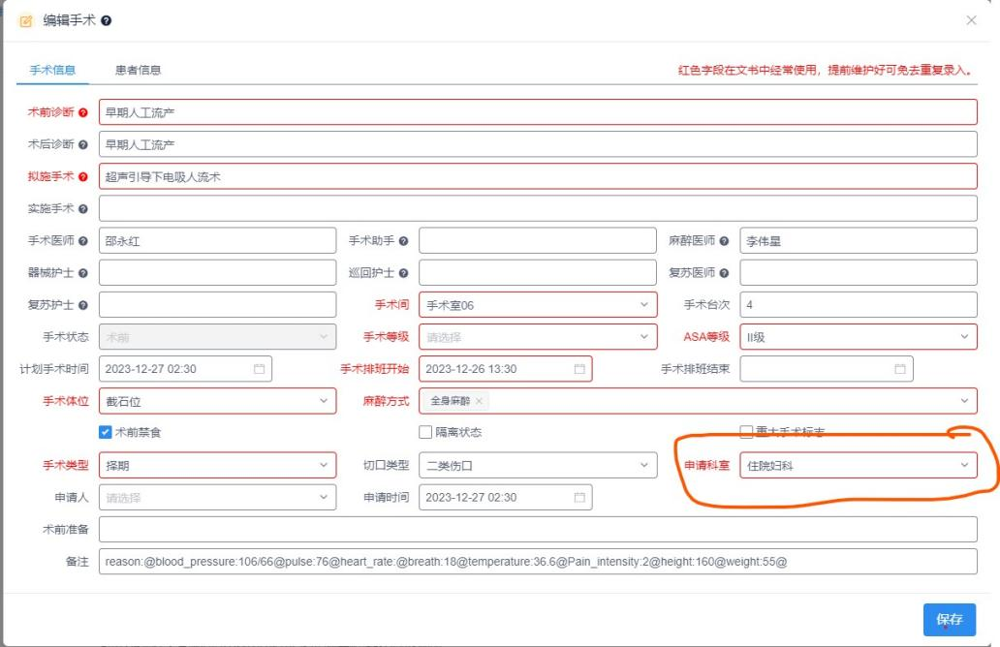 编辑手术
手术信息 患者信息 红色字段在文书中经常使用，提前维护好可免去重复录入。
术前诊断 早期人工流产
术后诊断 早期人工流产
拟施手术 超声引导下电吸人流术
实施手术
手术医师 邵永红 手术助手 麻醉医师 李伟星
器械护士 巡回护士 复苏医师
复苏护士 手术间 手术室06 手术台次 4
手术状态 术前 手术等级 请选择 ASA等级 II级
计划手术时间 2023-12-27 02:30 手术排班开始 2023-12-26 13:30 手术排班结束
手术体位 截石位 麻醉方式 全身麻醉
术前禁食 隔离状态 重大手术标志
手术类型 择期 切口类型 二类伤口 申请科室 住院妇科
申请人 请选择 申请时间 2023-12-27 02:30
术前准备
备注 reason:@blood_pressure:106/66@pulse:76@heart_rate:@breath:18@temperature:36.6@Pain_intensity:2@height:160@weight:55@
保存